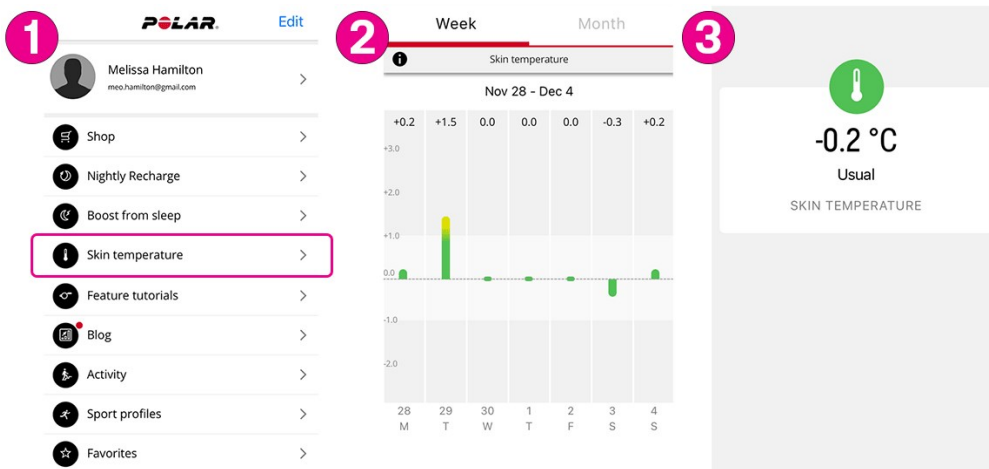 1
POLAR.
Edit
Melissa Hamilton
meo.hamilton@gmail.com
Shop
Nightly Recharge
Boost from sleep
Skin temperature
Feature tutorials
Blog
Activity
Sport profiles
Favorites
2
Week Month
Skin temperature
Nov 28 - Dec 4
+0.2 +1.5 0.0 0.0 0.0 -0.3 +0.2
+3.0
+2.0
+1.0
0.0
-1.0
-2.0
28 29 30 1 2 3 4
M T W T F S S
3
-0.2 °C
Usual
SKIN TEMPERATURE